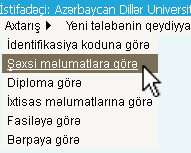 İstifadəçi: Azərbaycan Dillər Universit
Axtarış Yeni tələbənin qeydiyya
İdentifikasiya koduna görə
Şəxsi məlumatlara görə
Diploma görə
İxtisas məlumatlarına görə
Fasiləyə görə
Bərpaya görə